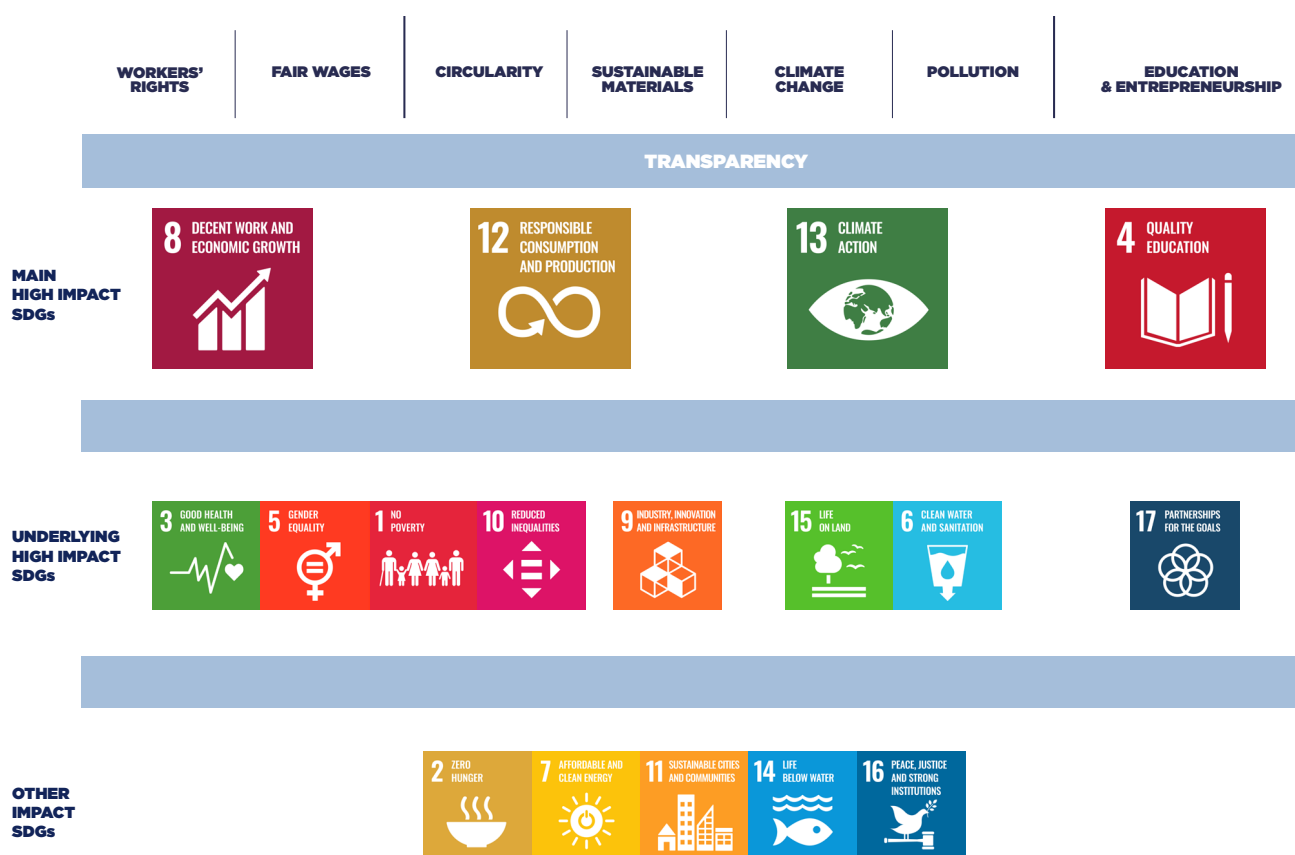 WORKERS'
RIGHTS
FAIR WAGES
CIRCULARITY
SUSTAINABLE
MATERIALS
CLIMATE
CHANGE
POLLUTION
EDUCATION
& ENTREPRENEURSHIP
TRANSPARENCY
MAIN
HIGH IMPACT
SDGs
8 DECENT WORK AND
ECONOMIC GROWTH
12 RESPONSIBLE
CONSUMPTION
AND PRODUCTION
13 CLIMATE
ACTION
4 QUALITY
EDUCATION
UNDERLYING
HIGH IMPACT
SDGs
3 GOOD HEALTH
AND WELL-BEING
5 GENDER
EQUALITY
1 NO
POVERTY
10 REDUCED
INEQUALITIES
9 INDUSTRY, INNOVATION
AND INFRASTRUCTURE
15 LIFE
ON LAND
6 CLEAN WATER
AND SANITATION
17 PARTNERSHIPS
FOR THE GOALS
OTHER
IMPACT
SDGs
2 ZERO
HUNGER
7 AFFORDABLE AND
CLEAN ENERGY
11 SUSTAINABLE CITIES
AND COMMUNITIES
14 LIFE
BELOW WATER
16 PEACE, JUSTICE
AND STRONG
INSTITUTIONS